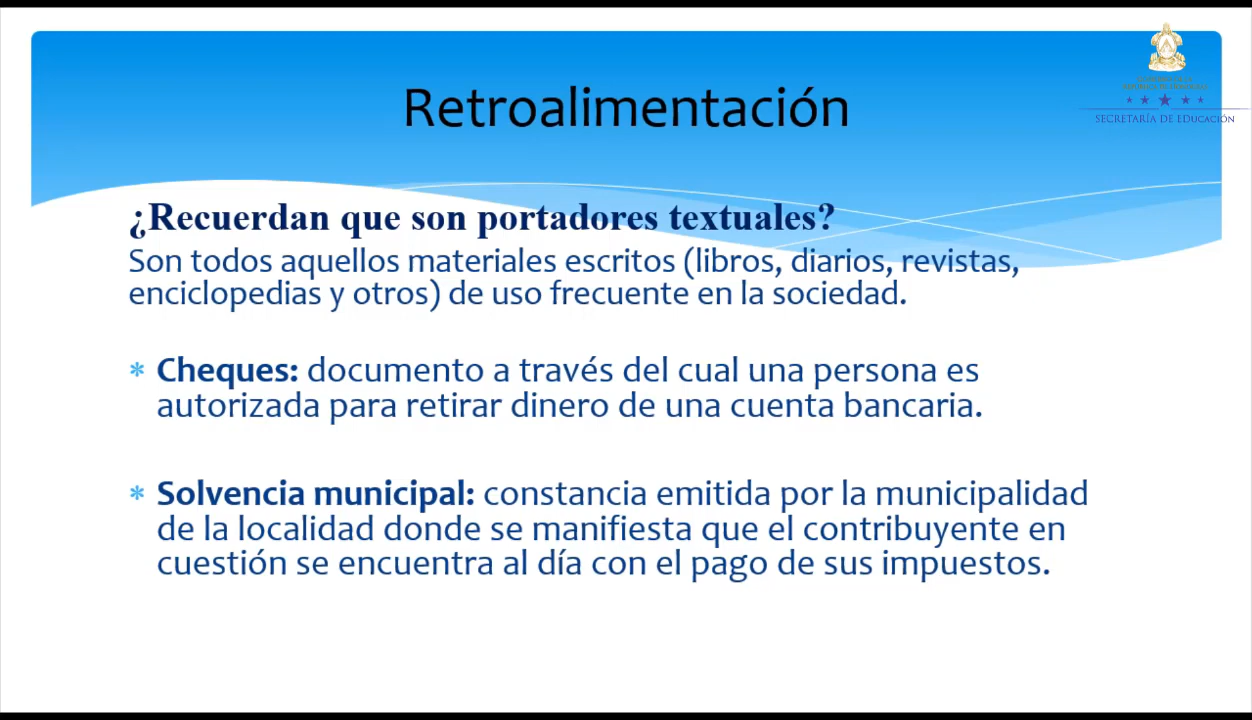 Retroalimentación
SECRETARÍA DE EDUCACIÓN
¿Recuerdan que son portadores textuales?
Son todos aquellos materiales escritos (libros, diarios, revistas,
enciclopedias y otros) de uso frecuente en la sociedad.
* Cheques: documento a través del cual una persona es
autorizada para retirar dinero de una cuenta bancaria.
* Solvencia municipal: constancia emitida por la municipalidad
de la localidad donde se manifiesta que el contribuyente en
cuestión se encuentra al día con el pago de sus impuestos.